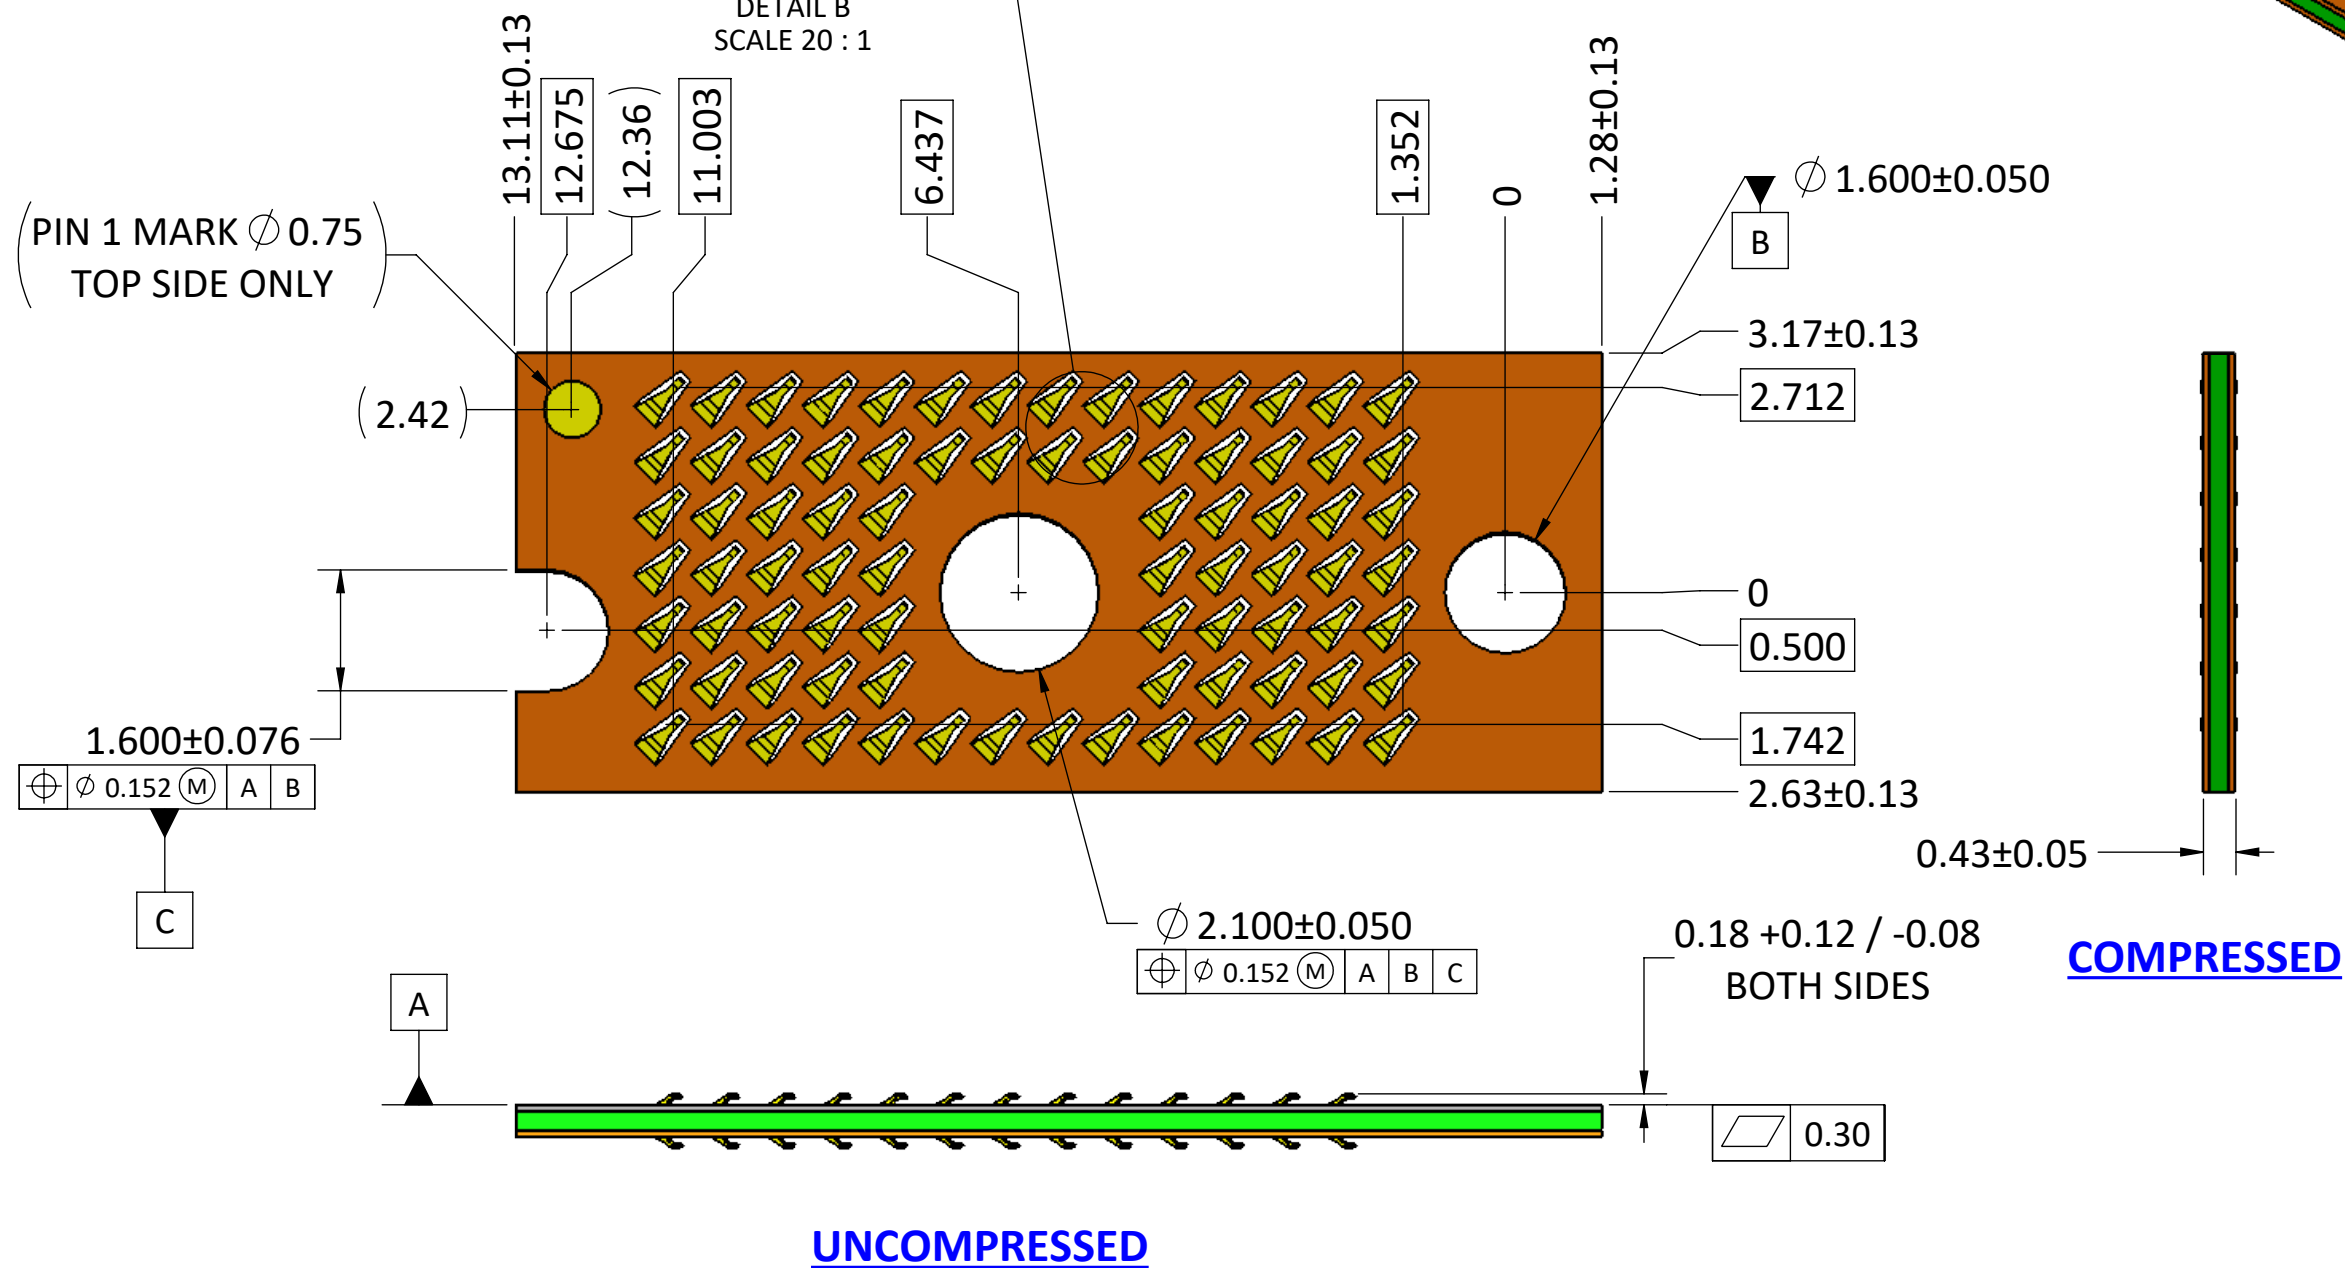 DETAIL B
SCALE 20 : 1
13.11±0.13
12.675
(12.36)
11.003
6.437
1.352
0
1.28±0.13
(PIN 1 MARK ∅ 0.75
TOP SIDE ONLY)
∅ 1.600±0.050
B
3.17±0.13
2.712
(2.42)
0
0.500
1.742
2.63±0.13
1.600±0.076
⌖ ∅ 0.152 Ⓜ A B
C
0.43±0.05
COMPRESSED
∅ 2.100±0.050
⌖ ∅ 0.152 Ⓜ A B C
0.18 +0.12 / -0.08
BOTH SIDES
A
⏥ 0.30
UNCOMPRESSED